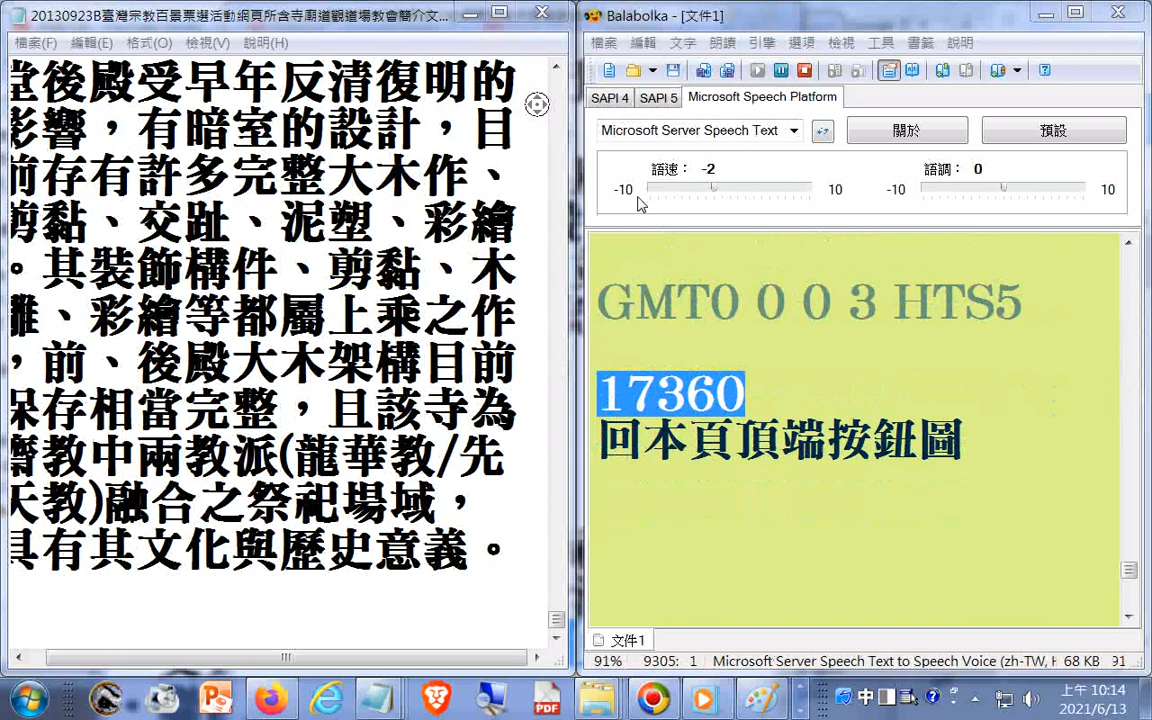 20130923B臺灣宗教百景票選活動網頁所含寺廟道觀道場教會簡介文...
檔案(F) 編輯(E) 格式(O) 檢視(V) 說明(H)
堂後殿受早年反清復明的
影響，有暗室的設計，目
前存有許多完整大木作、
剪黏、交趾、泥塑、彩繪
。其裝飾構件、剪黏、木
雕、彩繪等都屬上乘之作
，前、後殿大木架構目前
保存相當完整，且該寺為
齋教中兩教派(龍華教/先
天教)融合之祭祀場域，
具有其文化與歷史意義。
Balabolka - [文件1]
檔案 編輯 文字 朗讀 引擎 選項 檢視 工具 書籤 說明
SAPI 4 SAPI 5 Microsoft Speech Platform
Microsoft Server Speech Text 關於 預設
語速： -2 語調： 0
-10 10 -10 10
GMT0 0 0 3 HTS5
17360
回本頁頂端按鈕圖
文件1
91% 9305: 1 Microsoft Server Speech Text to Speech Voice (zh-TW, H 68 KB 91
PDF
中
上午 10:14
2021/6/13